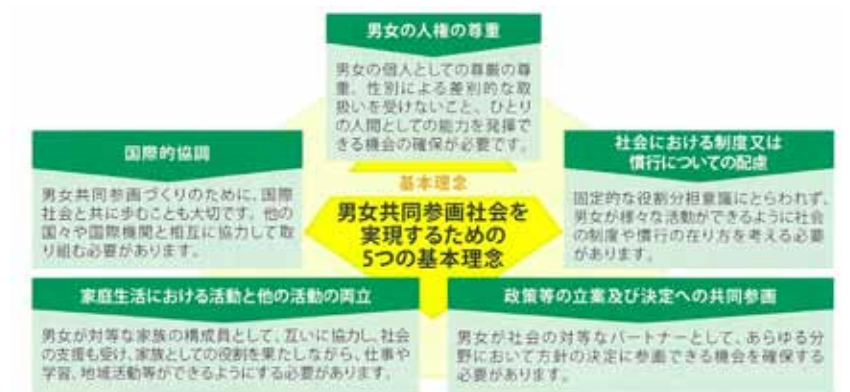 男女の人権の尊重
男女の個人としての尊厳の尊
重、性別による差別的な取
扱いを受けないこと、ひとり
の人間としての能力を発揮で
きる機会の確保が必要です。
国際的協調
男女共同参画づくりのために、国際
社会と共に歩むことも大切です。他の
国々や国際機関と相互に協力して取
り組む必要があります。
社会における制度又は
慣行についての配慮
固定的な役割分担意識にとらわれず、
男女が様々な活動ができるように社会
の制度や慣行の在り方を考える必要
があります。
基本理念
男女共同参画社会を
実現するための
5つの基本理念
家庭生活における活動と他の活動の両立
男女が対等な家族の構成員として、互いに協力し、社会
の支援も受け、家族としての役割を果たしながら、仕事や
学習、地域活動等ができるようにする必要があります。
政策等の立案及び決定への共同参画
男女が社会の対等なパートナーとして、あらゆる分
野において方針の決定に参画できる機会を確保する
必要があります。